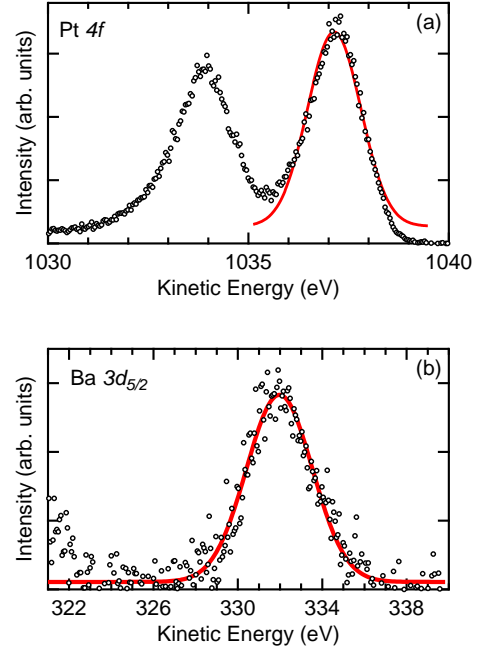 Pt 4f
(a)
Intensity (arb. units)
1030
1035
1040
Kinetic Energy (eV)
Ba 3d5/2
(b)
Intensity (arb. units)
322
326
330
334
338
Kinetic Energy (eV)